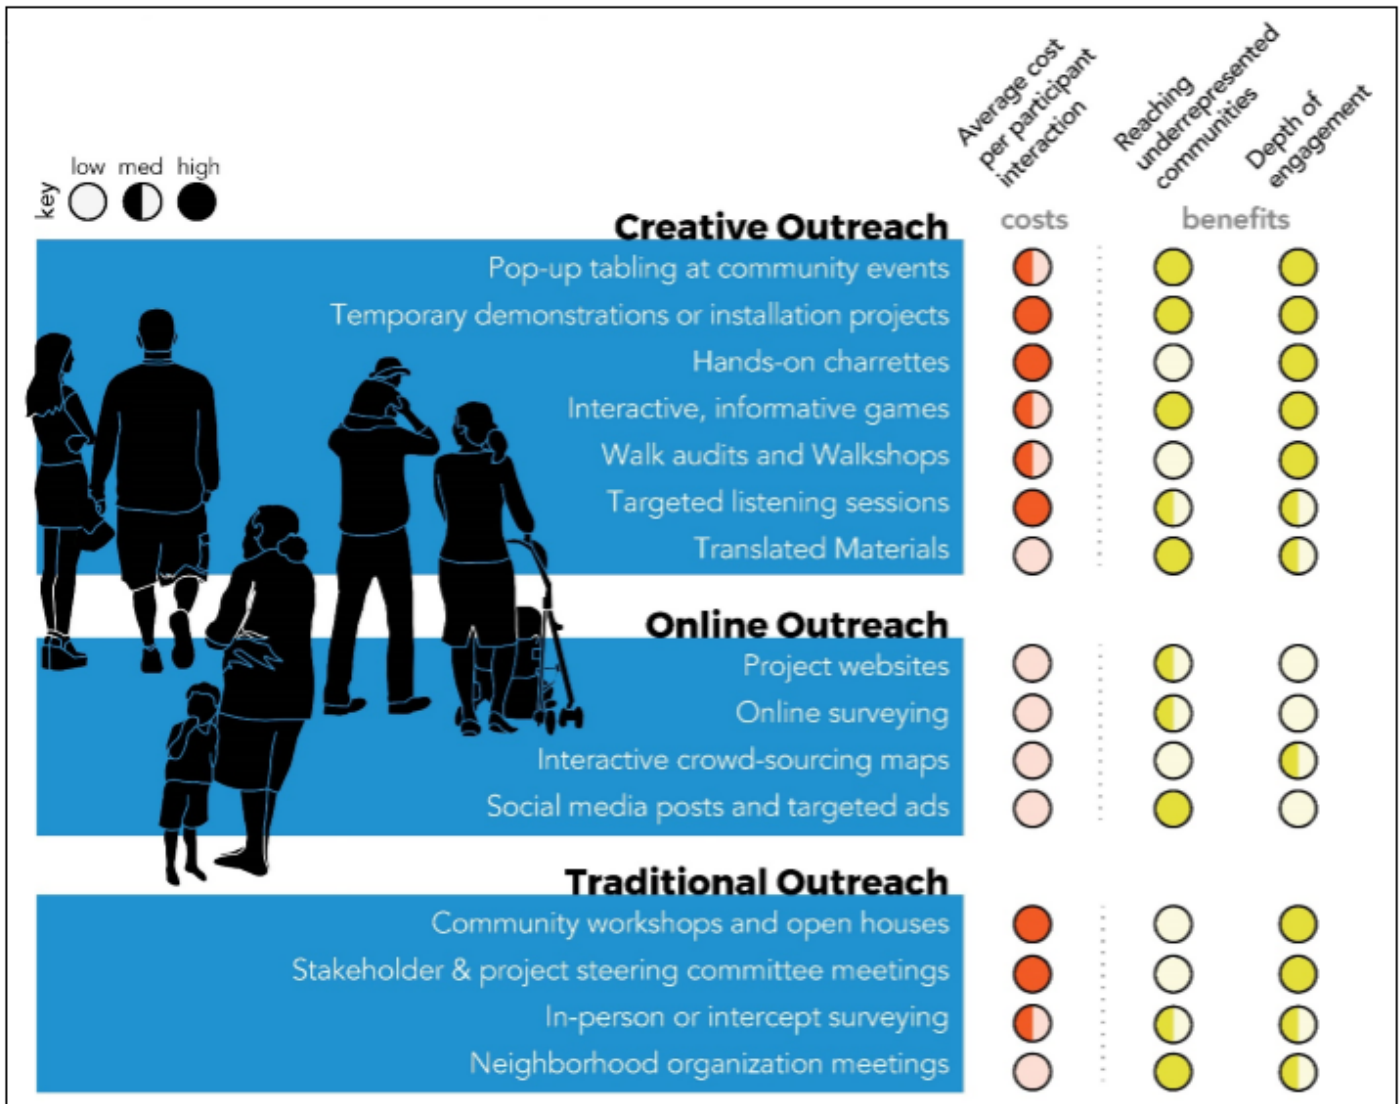 Average cost
per participant
interaction
Reaching
underrepresented
communities
Depth of
engagement
key
low med high
costs
benefits
Creative Outreach
Pop-up tabling at community events
Temporary demonstrations or installation projects
Hands-on charrettes
Interactive, informative games
Walk audits and Walkshops
Targeted listening sessions
Translated Materials
Online Outreach
Project websites
Online surveying
Interactive crowd-sourcing maps
Social media posts and targeted ads
Traditional Outreach
Community workshops and open houses
Stakeholder & project steering committee meetings
In-person or intercept surveying
Neighborhood organization meetings